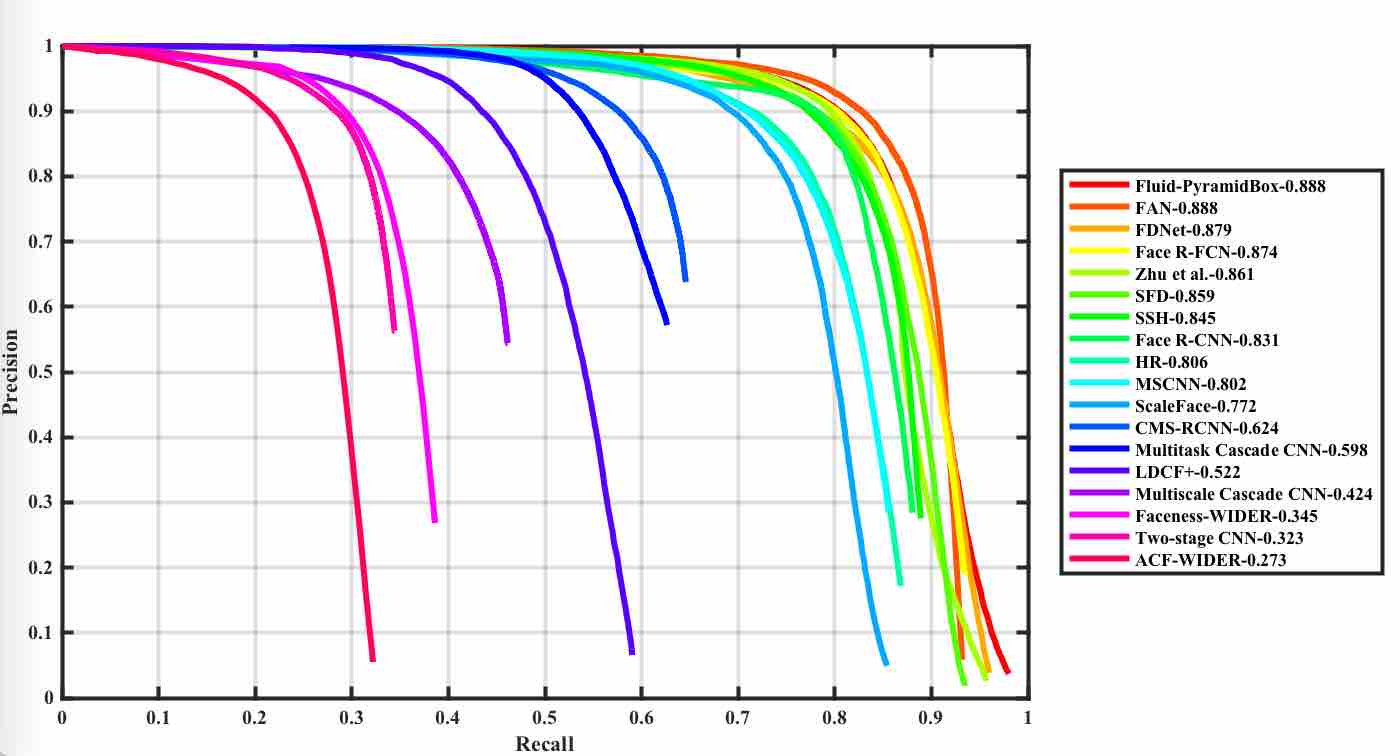 1
0.9
0.8
0.7
0.6
0.5
0.4
0.3
0.2
0.1
0
Precision
0 0.1 0.2 0.3 0.4 0.5 0.6 0.7 0.8 0.9 1
Recall
Fluid-PyramidBox-0.888
FAN-0.888
FDNet-0.879
Face R-FCN-0.874
Zhu et al.-0.861
SFD-0.859
SSH-0.845
Face R-CNN-0.831
HR-0.806
MSCNN-0.802
ScaleFace-0.772
CMS-RCNN-0.624
Multitask Cascade CNN-0.598
LDCF+-0.522
Multiscale Cascade CNN-0.424
Faceness-WIDER-0.345
Two-stage CNN-0.323
ACF-WIDER-0.273